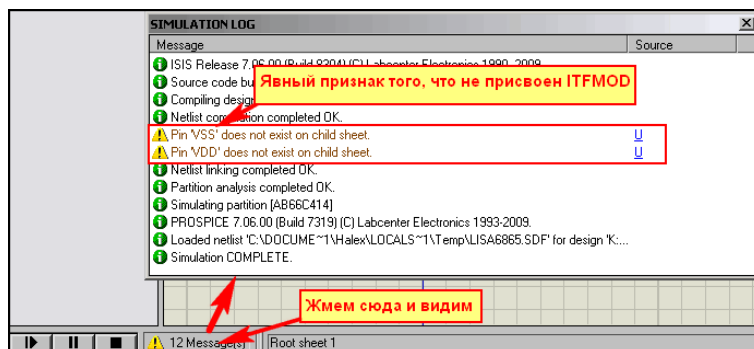 SIMULATION LOG
Message Source
ISIS Release 7.06.00 (Build 8304) (C) Labcenter Electronics 1990-2009.
Source code bu
Явный признак того, что не присвоен ITFMOD
Compiling design
Netlist compilation completed OK.
Pin 'VSS' does not exist on child sheet. U
Pin 'VDD' does not exist on child sheet. U
Netlist linking completed OK.
Partition analysis completed OK.
Simulating partition [AB66C414]
PROSPICE 7.06.00 (Build 7319) (C) Labcenter Electronics 1993-2009.
Loaded netlist 'C:\DOCUME~1\Halex\LOCALS~1\Temp\LISA6865.SDF' for design 'K:...
Simulation COMPLETE.
Жмем сюда и видим
12 Message(s) Root sheet 1